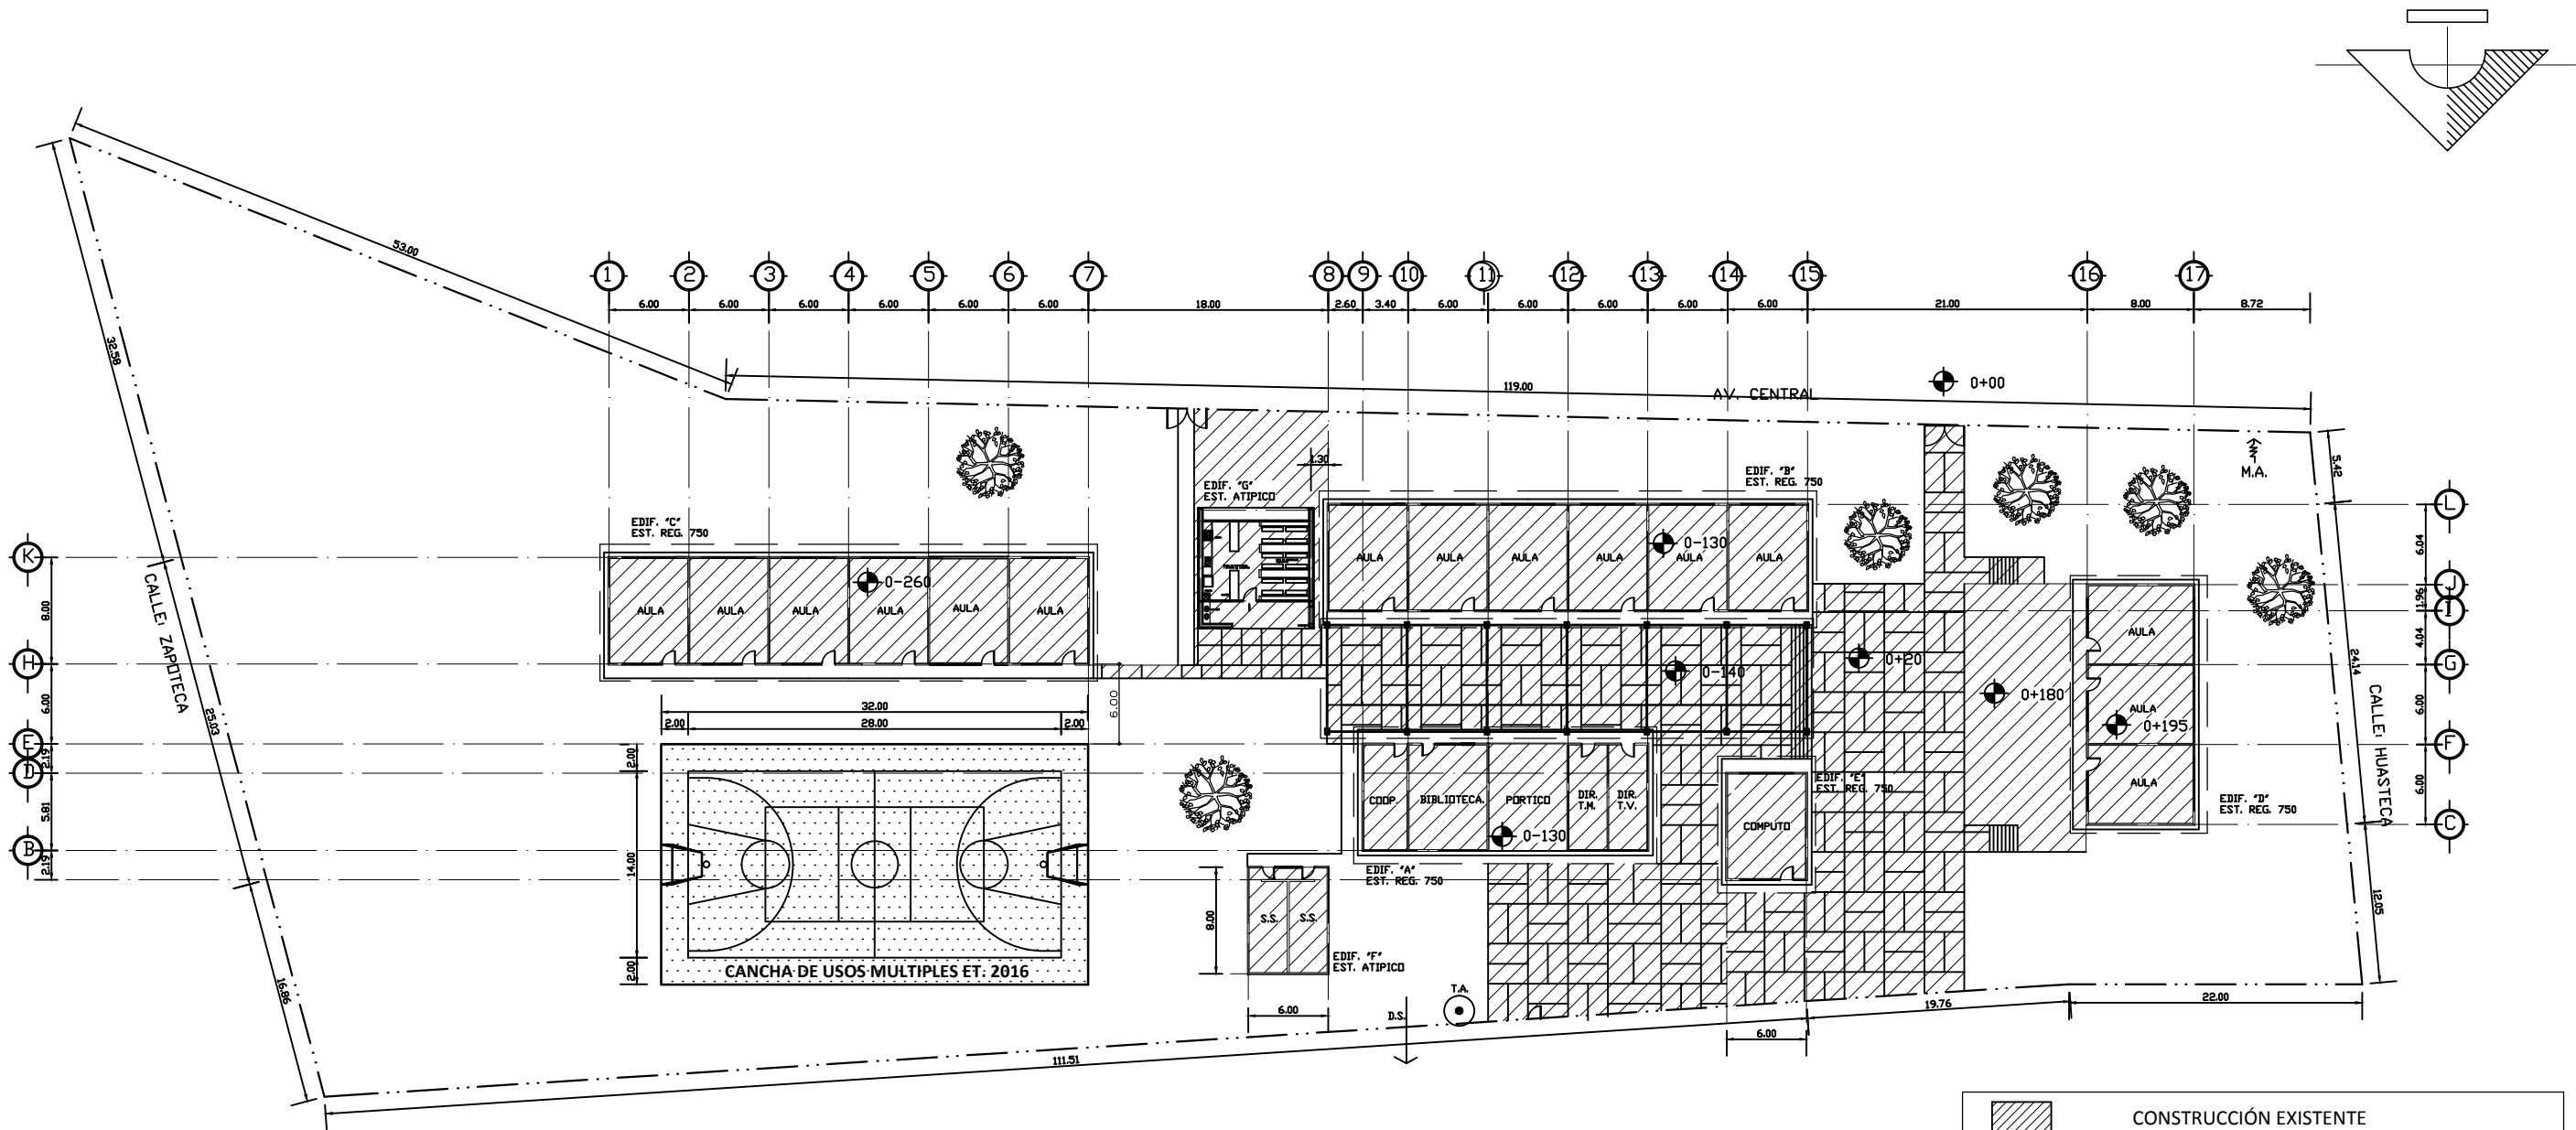 53.00
32.58
1 2 3 4 5 6 7 8 9 10 11 12 13 14 15 16 17
6.00 6.00 6.00 6.00 6.00 6.00 18.00 2.60 3.40 6.00 6.00 6.00 6.00 6.00 21.00 8.00 8.72
119.00
AV. CENTRAL
0+00
M.A.
5.42
1.30
EDIF. "B"
EST. REG. 750
EDIF. "G"
EST. ATIPICO
EDIF. "C"
EST. REG. 750
K
L
6.04
AULA AULA AULA AULA AULA AULA
0-130
0-260
AULA AULA AULA AULA AULA AULA
8.00
CALLE: ZAPOTECA
J
1.96
I
4.04
AULA
H
G
0-140
0+20
24.14
6.00
0+180
AULA
0+195
6.00
CALLE: HUASTECA
25.03
6.00
32.00
2.00 28.00 2.00
E
2.19
D
5.81
B
2.19
F
6.00
C
2.00
14.00
2.00
COOP. BIBLIOTECA. PORTICO
DIR. T.M.
DIR. T.V.
0-130
EDIF. "E"
EST. REG. 750
COMPUTO
AULA
EDIF. "D"
EST. REG. 750
EDIF. "A"
EST. REG. 750
12.05
8.00
S.S. S.S.
EDIF. "F"
EST. ATIPICO
CANCHA DE USOS MULTIPLES ET. 2016
16.86
T.A.
D.S.
6.00
6.00
19.76
22.00
111.51
CONSTRUCCIÓN EXISTENTE